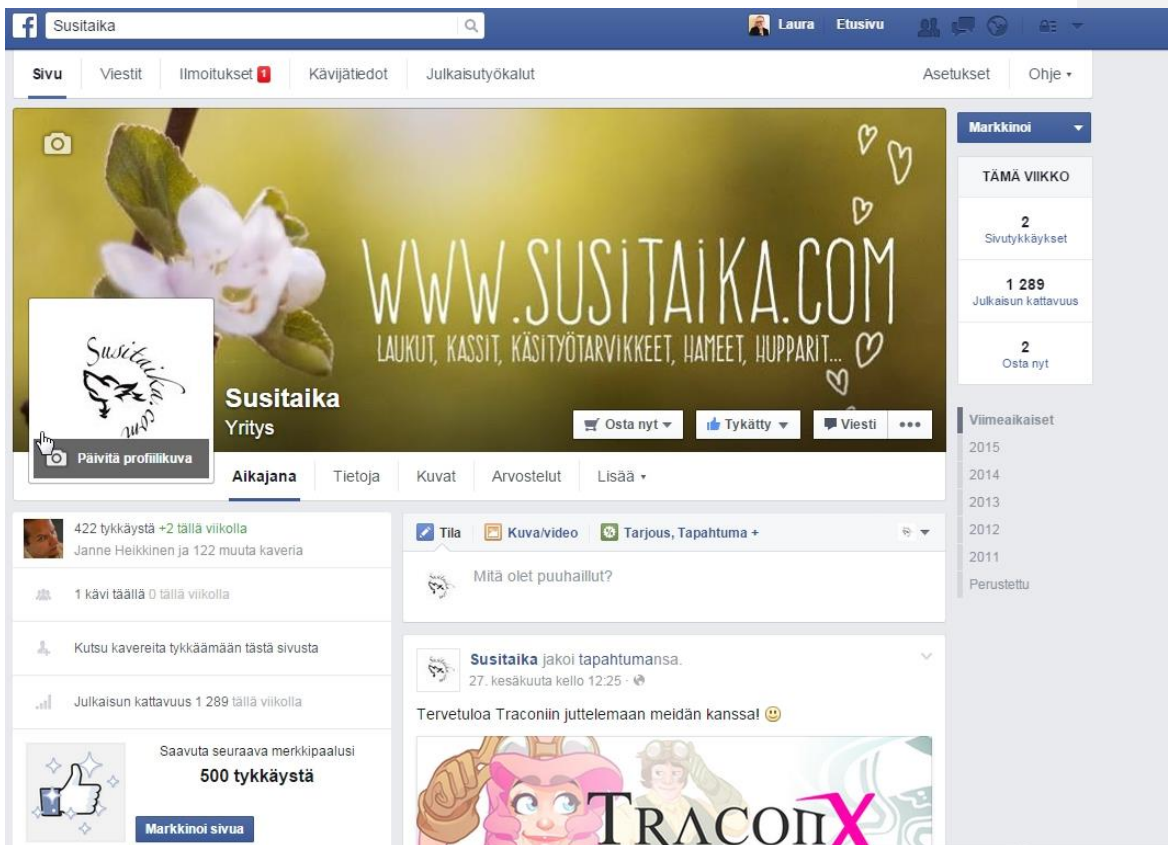 Susitaika
Laura Etusivu
Sivu Viestit Ilmoitukset 1 Kävijätiedot Julkaisutyökalut Asetukset Ohje
WWW.SUSiTAiKA.COM
LAUKUT, KASSIT, KÄSITYÖTARVIKKEET, HAMEET, HUPPARIT...
Susitaika.com
Päivitä profiilikuva
Susitaika
Yritys
Osta nyt Tykätty Viesti
Aikajana Tietoja Kuvat Arvostelut Lisää
Markkinoi
TÄMÄ VIIKKO
2
Sivutykkäykset
1 289
Julkaisun kattavuus
2
Osta nyt
Viimeaikaiset
2015
2014
2013
2012
2011
Perustettu
422 tykkäystä +2 tällä viikolla
Janne Heikkinen ja 122 muuta kaveria
1 kävi täällä 0 tällä viikolla
Kutsu kavereita tykkäämään tästä sivusta
Julkaisun kattavuus 1 289 tällä viikolla
Saavuta seuraava merkkipaalusi
500 tykkäystä
Markkinoi sivua
Tila Kuva/video Tarjous, Tapahtuma +
Mitä olet puuhaillut?
Susitaika jakoi tapahtumansa.
27. kesäkuuta kello 12:25 ·
Tervetuloa Traconiin juttelemaan meidän kanssa!
TRACON X